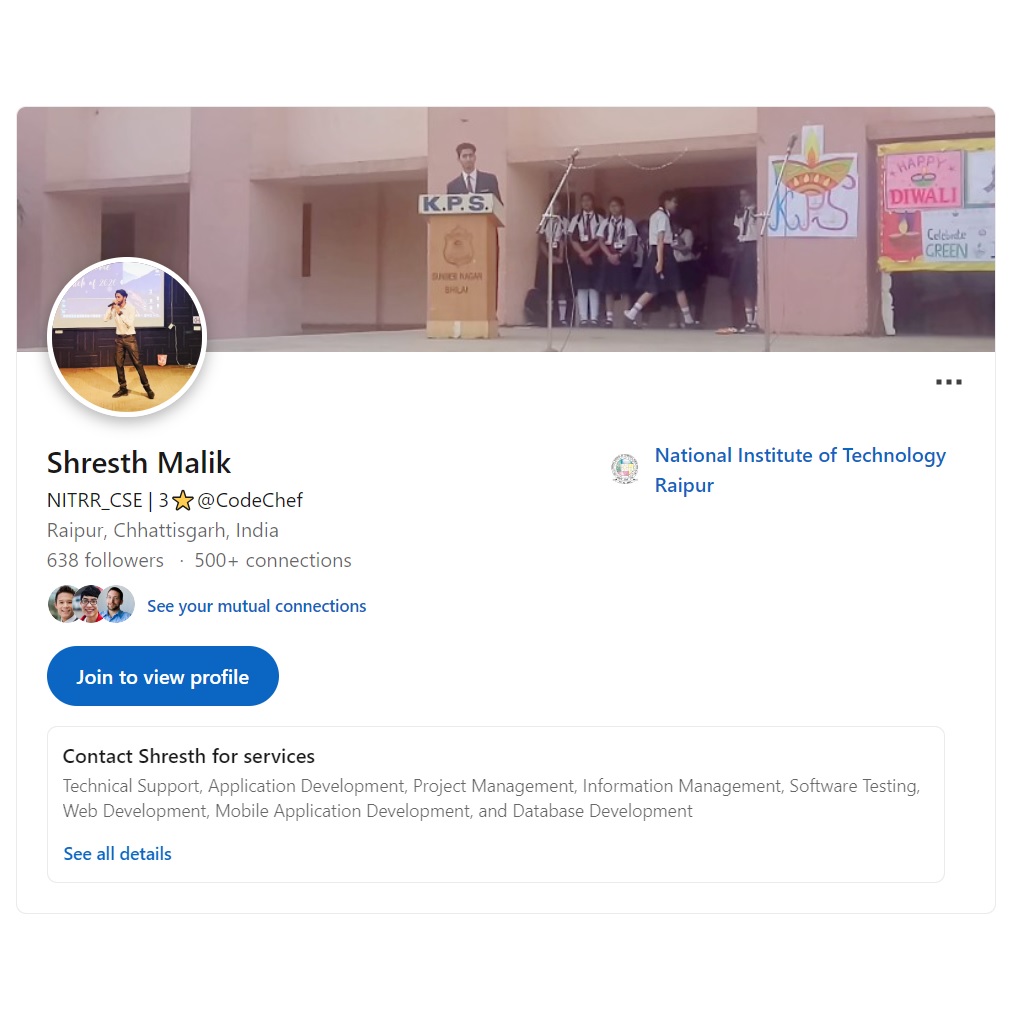 K.P.S.
SUNDER NAGAR
BHILAI
KPS
HAPPY
DIWALI
Celebrate
GREEN
Shresth Malik
NITRR_CSE | 3⭐@CodeChef
Raipur, Chhattisgarh, India
638 followers · 500+ connections
See your mutual connections
Join to view profile
National Institute of Technology
Raipur
Contact Shresth for services
Technical Support, Application Development, Project Management, Information Management, Software Testing,
Web Development, Mobile Application Development, and Database Development
See all details